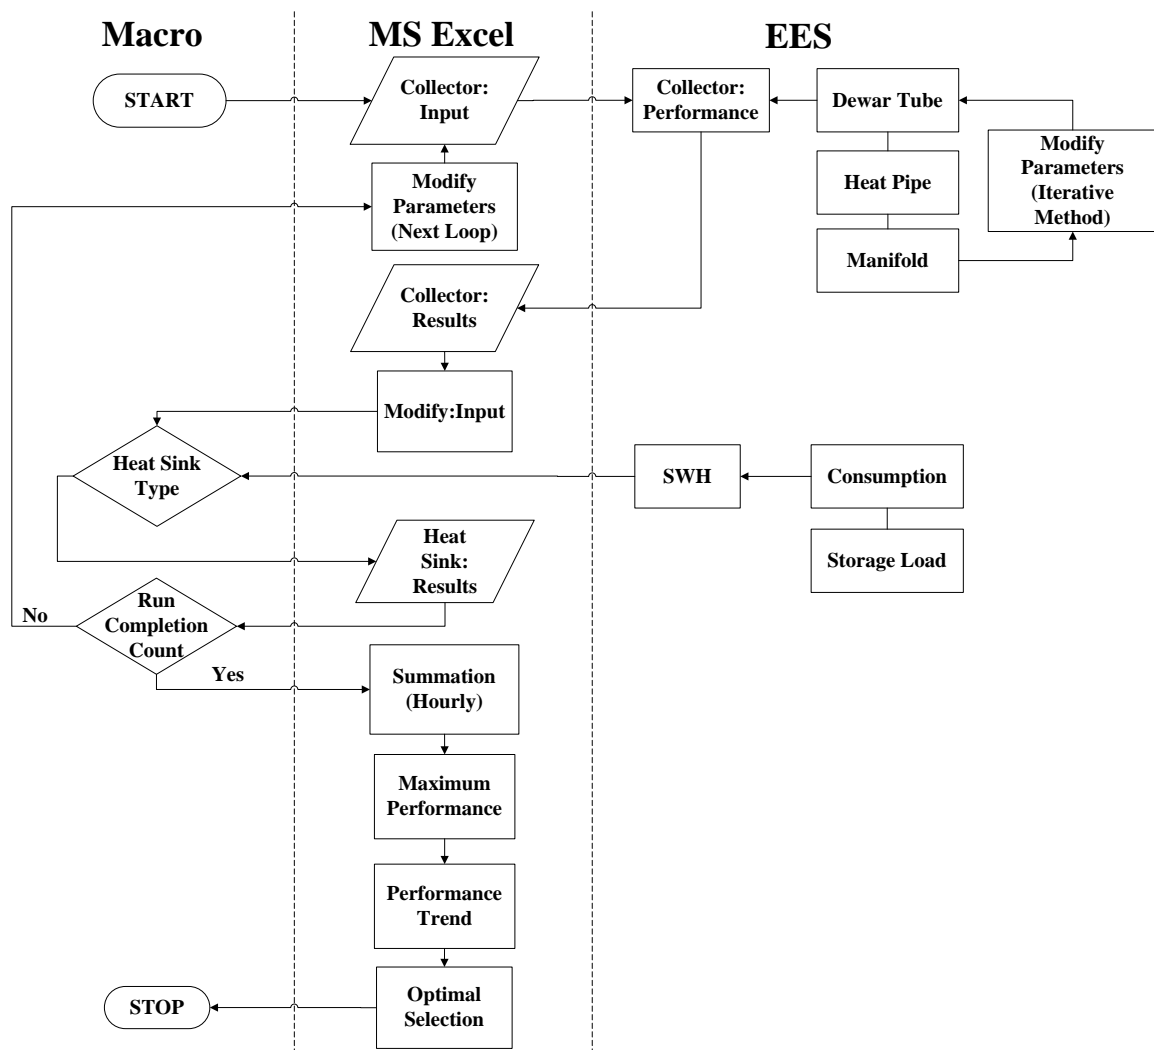 Macro
MS Excel
EES
START
Collector:
Input
Collector:
Performance
Dewar Tube
Modify
Parameters
(Iterative
Method)
Heat Pipe
Manifold
Modify
Parameters
(Next Loop)
Collector:
Results
Modify:Input
Heat Sink
Type
SWH
Consumption
Storage Load
Heat
Sink:
Results
No
Run
Completion
Count
Yes
Summation
(Hourly)
Maximum
Performance
Performance
Trend
Optimal
Selection
STOP